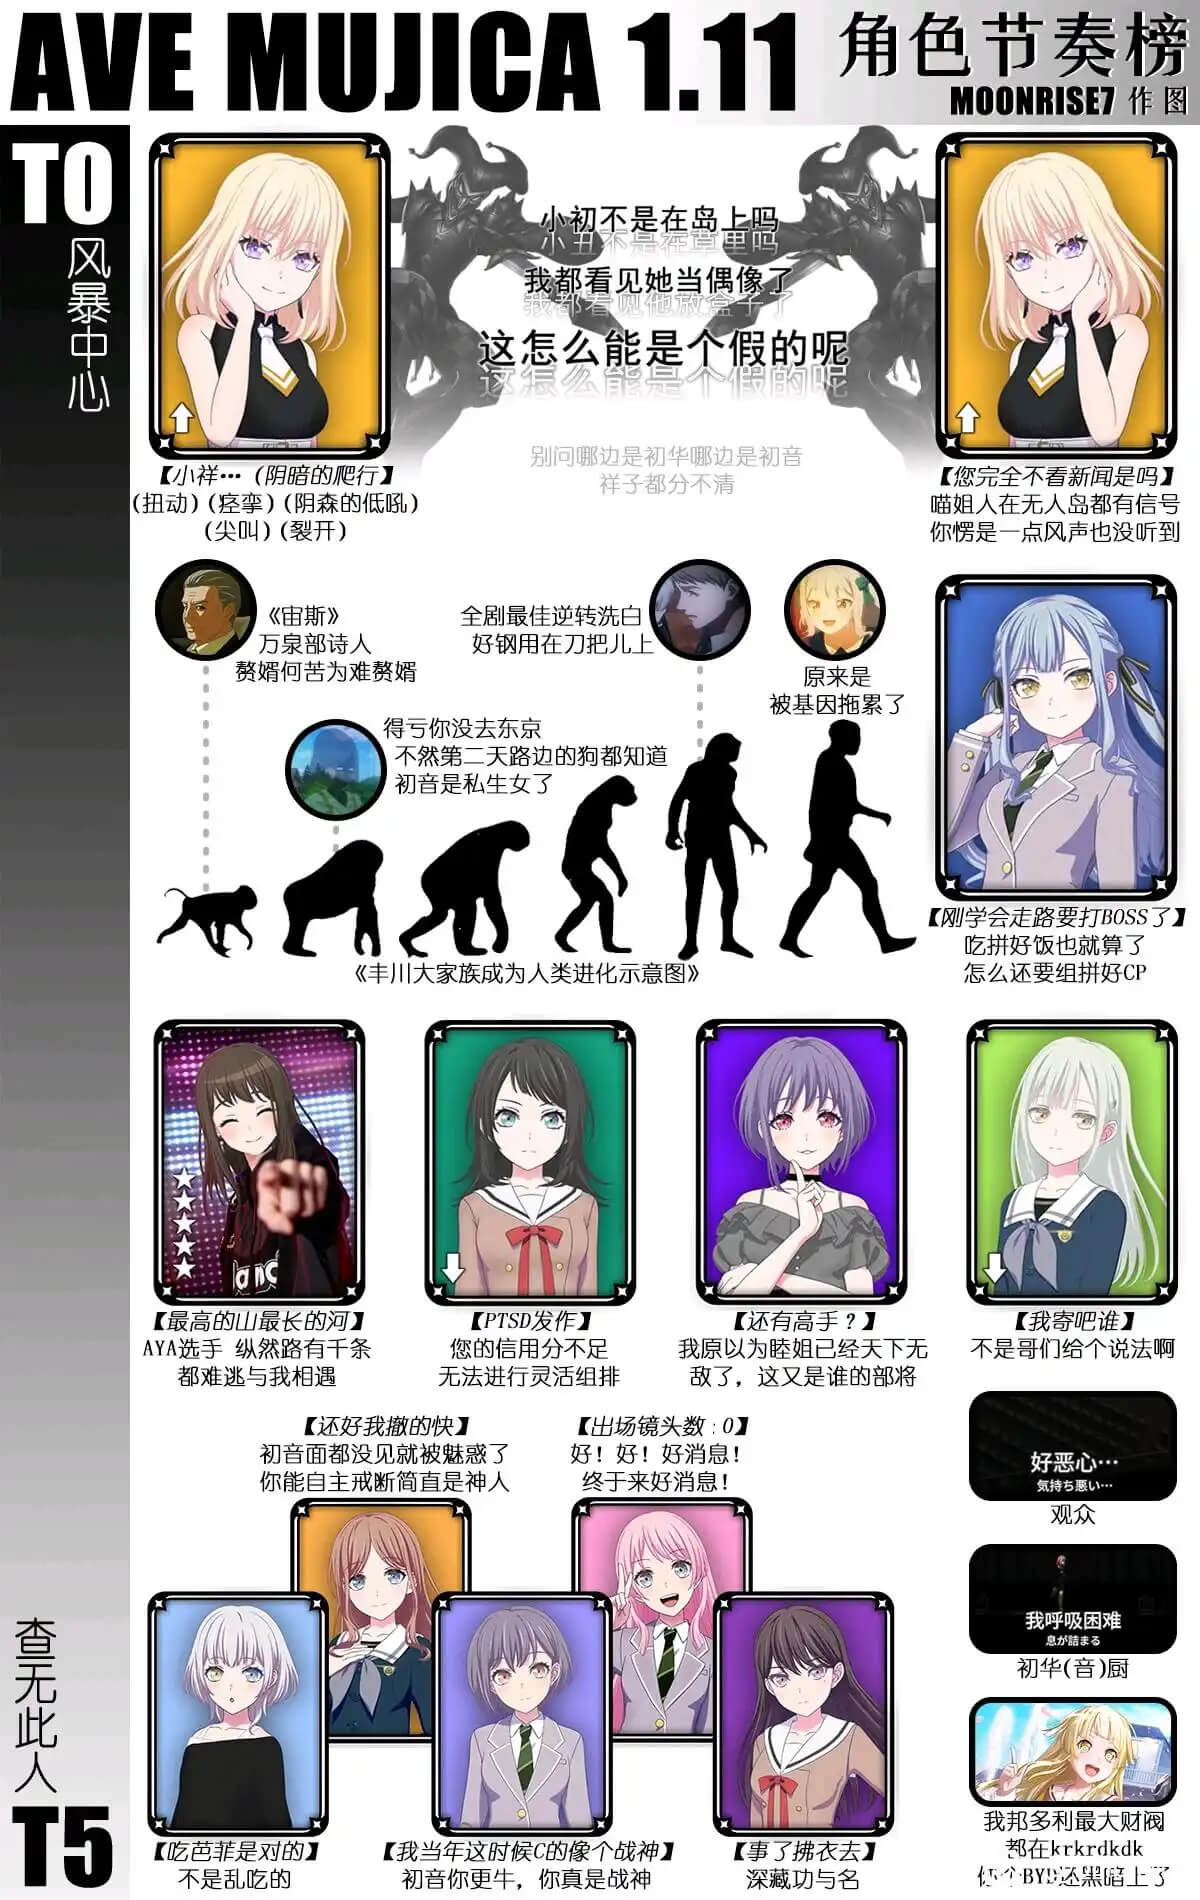 AVE MUJICA 1.11
角色节奏榜
MOONRISE7 作图
T0
风暴中心
小初不是在岛上吗
小丑不是在草里吗
我都看见她当偶像了
我都看见他放盒子了
这怎么能是个假的呢
这怎么能是个假的呢
别问哪边是初华哪边是初音
祥子都分不清
【小祥…（阴暗的爬行】
(扭动)(痉挛)(阴森的低吼)
(尖叫)(裂开)
【您完全不看新闻是吗】
喵姐人在无人岛都有信号
你愣是一点风声也没听到
《宙斯》
万泉部诗人
赘婿何苦为难赘婿
全剧最佳逆转洗白
好钢用在刀把儿上
原来是
被基因拖累了
得亏你没去东京
不然第二天路边的狗都知道
初音是私生女了
《丰川大家族成为人类进化示意图》
【刚学会走路要打BOSS了】
吃拼好饭也就算了
怎么还要组拼好CP
【最高的山最长的河】
AYA选手 纵然路有千条
都难逃与我相遇
【PTSD发作】
您的信用分不足
无法进行灵活组排
【还有高手？】
我原以为睦姐已经天下无
敌了，这又是谁的部将
【我寄吧谁】
不是哥们给个说法啊
【还好我撤的快】
初音面都没见就被魅惑了
你能自主戒断简直是神人
【出场镜头数：0】
好！好！好消息！
终于来好消息！
好恶心…
気持ち悪い…
观众
我呼吸困难
息が詰まる
初华(音)厨
我邦多利最大财阀
都在krkrdkdk
BYD还黑暗上了
【吃芭菲是对的】
不是乱吃的
【我当年这时候C的像个战神】
初音你更牛，你真是战神
【事了拂衣去】
深藏功与名
查无此人
T5